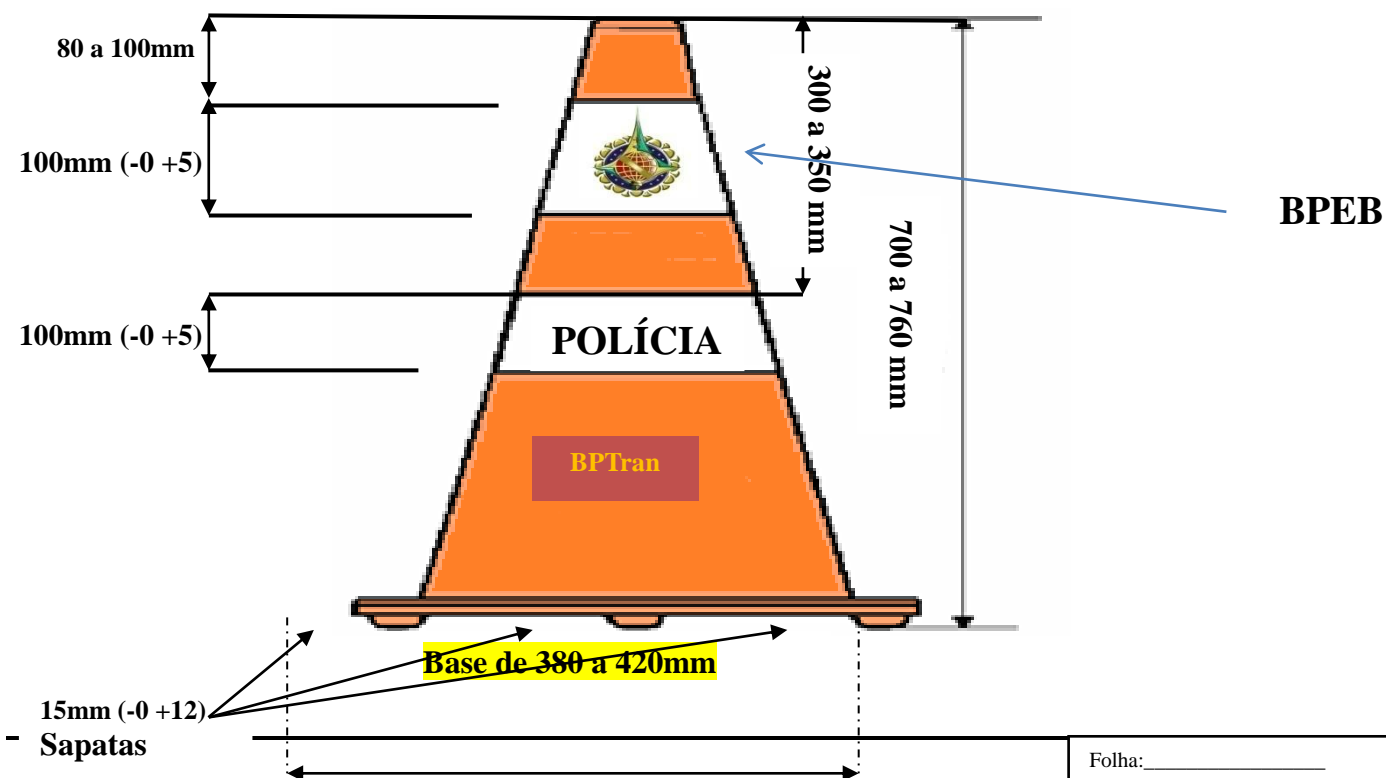 80 a 100mm
100mm (-0 +5)
100mm (-0 +5)
300 a 350 mm
700 a 760 mm
BPEB
POLÍCIA
BPTran
Base de 380 a 420mm
15mm (-0 +12)
Sapatas
Folha:_________________